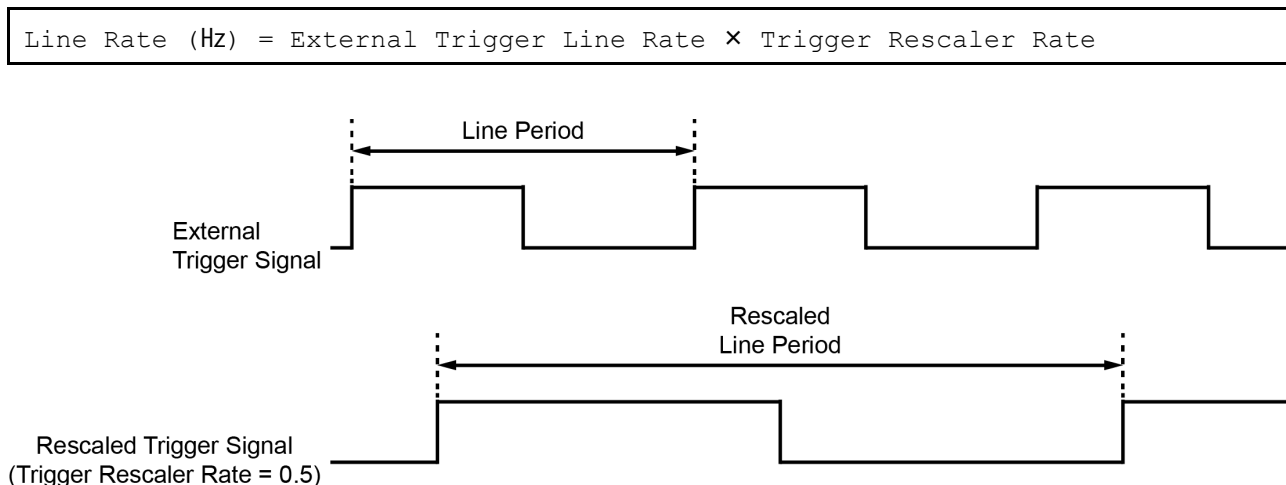 Line Rate (Hz) = External Trigger Line Rate × Trigger Rescaler Rate
Line Period
External
Trigger Signal
Rescaled
Line Period
Rescaled Trigger Signal
(Trigger Rescaler Rate = 0.5)